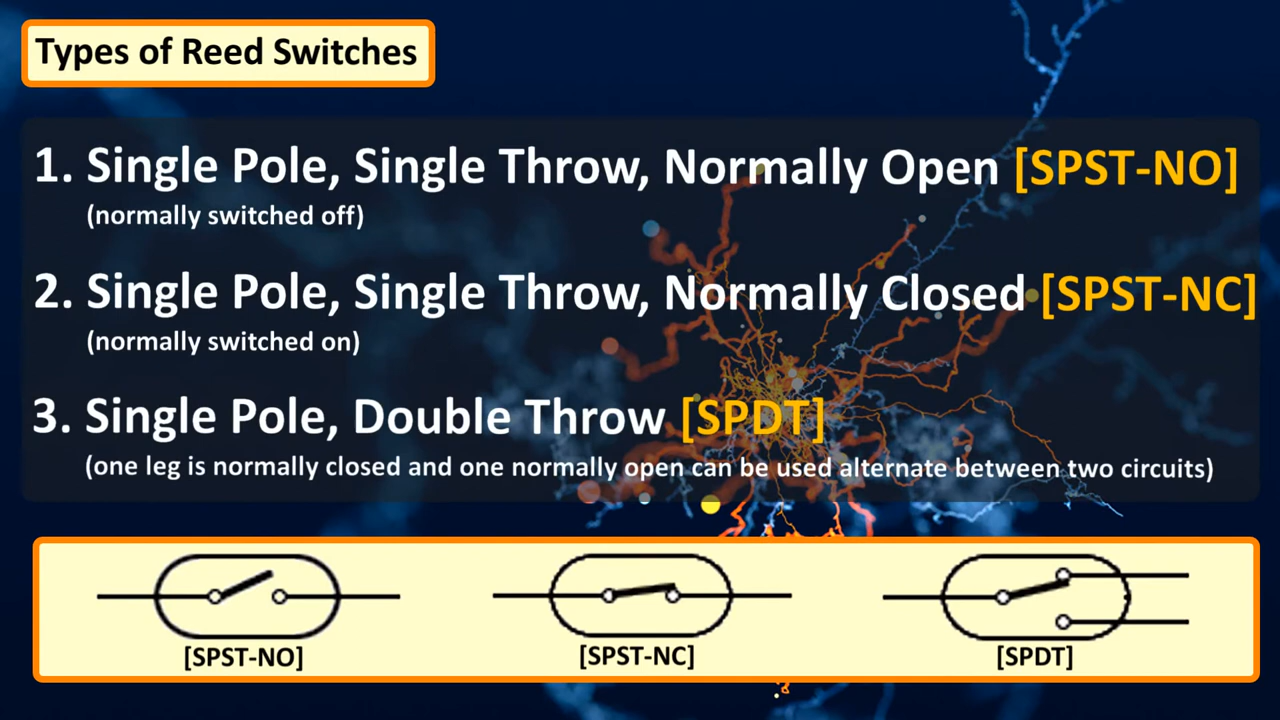 Types of Reed Switches
1. Single Pole, Single Throw, Normally Open [SPST-NO]
(normally switched off)
2. Single Pole, Single Throw, Normally Closed [SPST-NC]
(normally switched on)
3. Single Pole, Double Throw [SPDT]
(one leg is normally closed and one normally open can be used alternate between two circuits)
[SPST-NO] [SPST-NC] [SPDT]